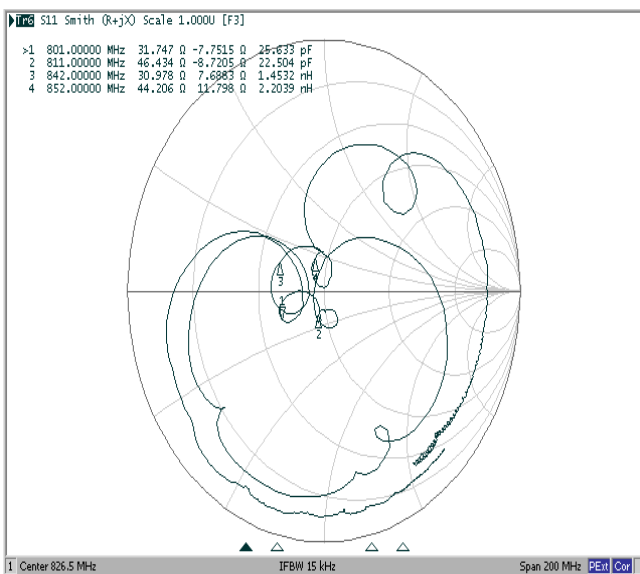 Tr6 S11 Smith (R+jX) Scale 1.000U [F3]
>1 801.00000 MHz 31.747 Ω -7.7515 Ω 25.633 pF
2 811.00000 MHz 46.434 Ω -8.7205 Ω 22.504 pF
3 842.00000 MHz 30.978 Ω 7.6883 Ω 1.4532 nH
4 852.00000 MHz 44.206 Ω 11.798 Ω 2.2039 nH
3
4
1
2
1 Center 826.5 MHz IFBW 15 kHz Span 200 MHz PExt Cor